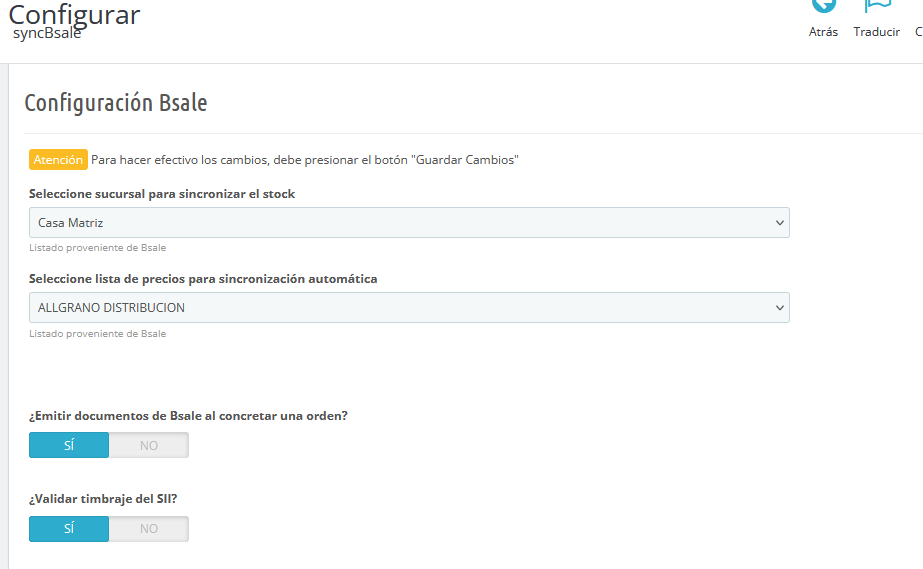 Configurar
syncBsale
Atrás
Traducir
Configuración Bsale
Atención Para hacer efectivo los cambios, debe presionar el botón "Guardar Cambios"
Seleccione sucursal para sincronizar el stock
Casa Matriz
Listado proveniente de Bsale
Seleccione lista de precios para sincronización automática
ALLGRANO DISTRIBUCION
Listado proveniente de Bsale
¿Emitir documentos de Bsale al concretar una orden?
SÍ NO
¿Validar timbraje del SII?
SÍ NO